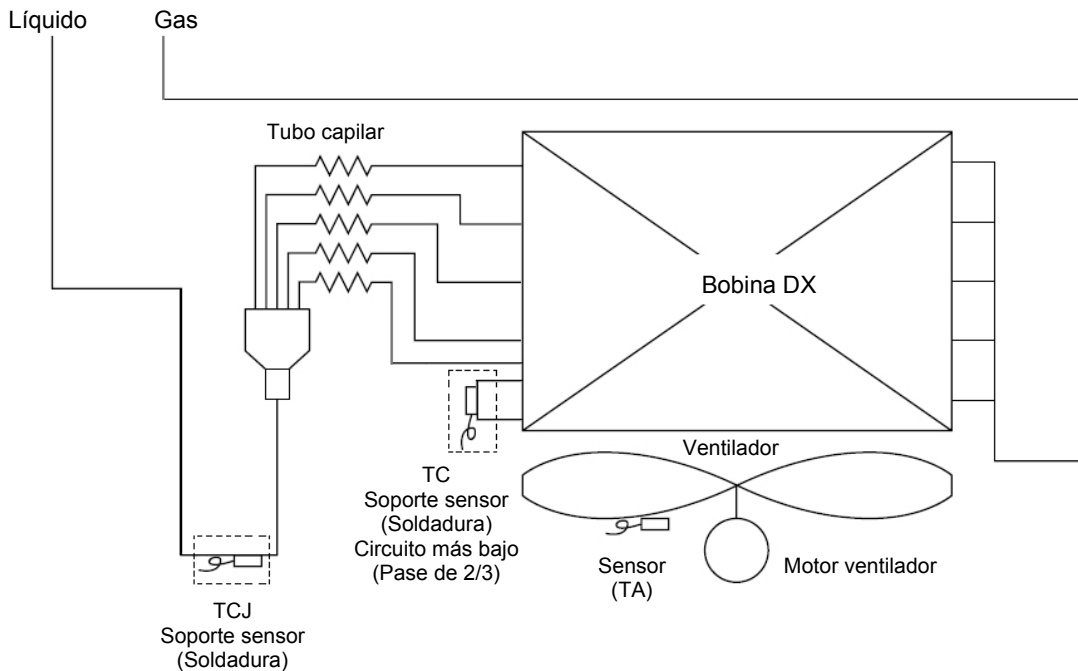 Líquido
Gas
Tubo capilar
Bobina DX
Ventilador
TC
Soporte sensor
(Soldadura)
Circuito más bajo
(Pase de 2/3)
Sensor
(TA)
Motor ventilador
TCJ
Soporte sensor
(Soldadura)